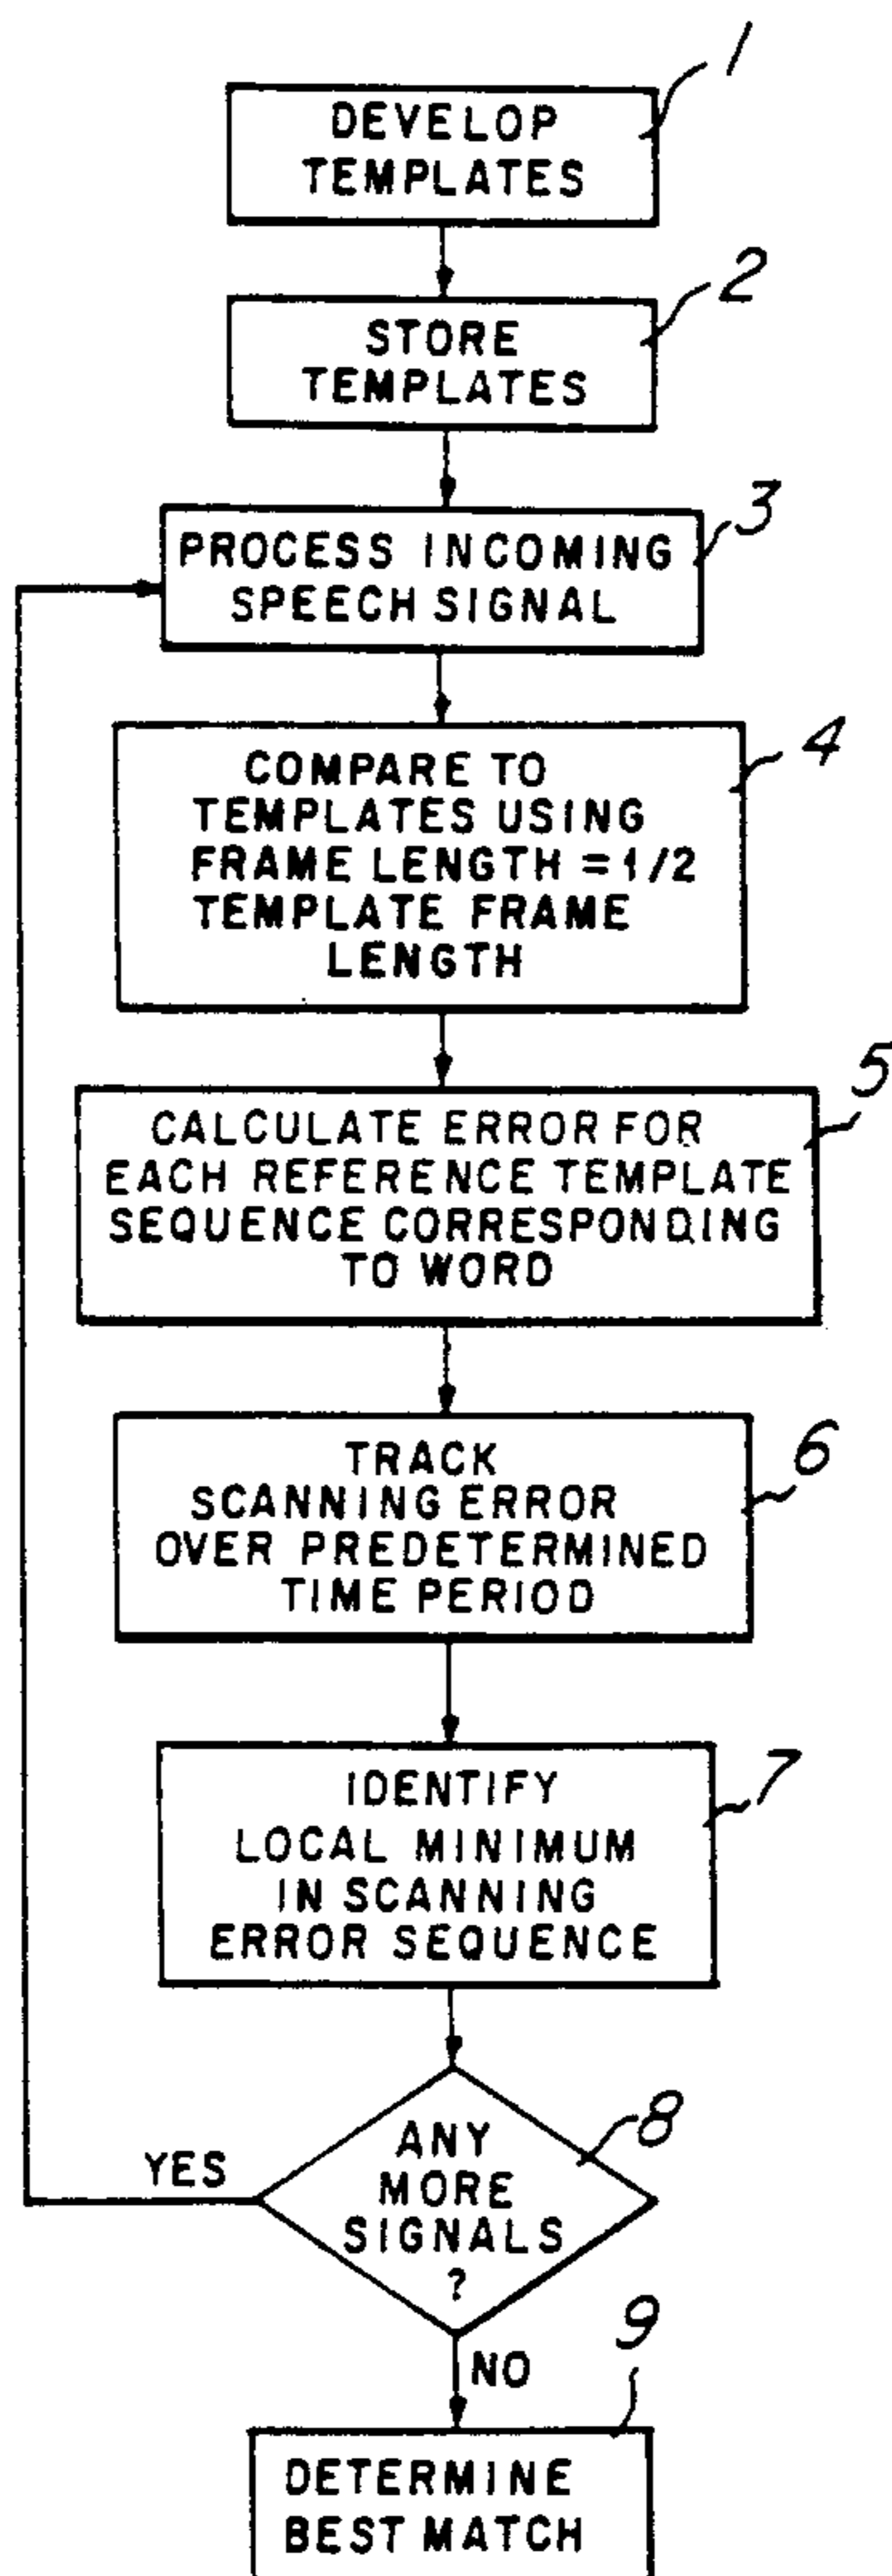 1
DEVELOP
TEMPLATES
2
STORE
TEMPLATES
3
PROCESS INCOMING
SPEECH SIGNAL
4
COMPARE TO
TEMPLATES USING
FRAME LENGTH = 1/2
TEMPLATE FRAME
LENGTH
5
CALCULATE ERROR FOR
EACH REFERENCE TEMPLATE
SEQUENCE CORRESPONDING
TO WORD
6
TRACK
SCANNING ERROR
OVER PREDETERMINED
TIME PERIOD
7
IDENTIFY
LOCAL MINIMUM
IN SCANNING
ERROR SEQUENCE
8
ANY
MORE
SIGNALS
?
YES
NO
9
DETERMINE
BEST MATCH